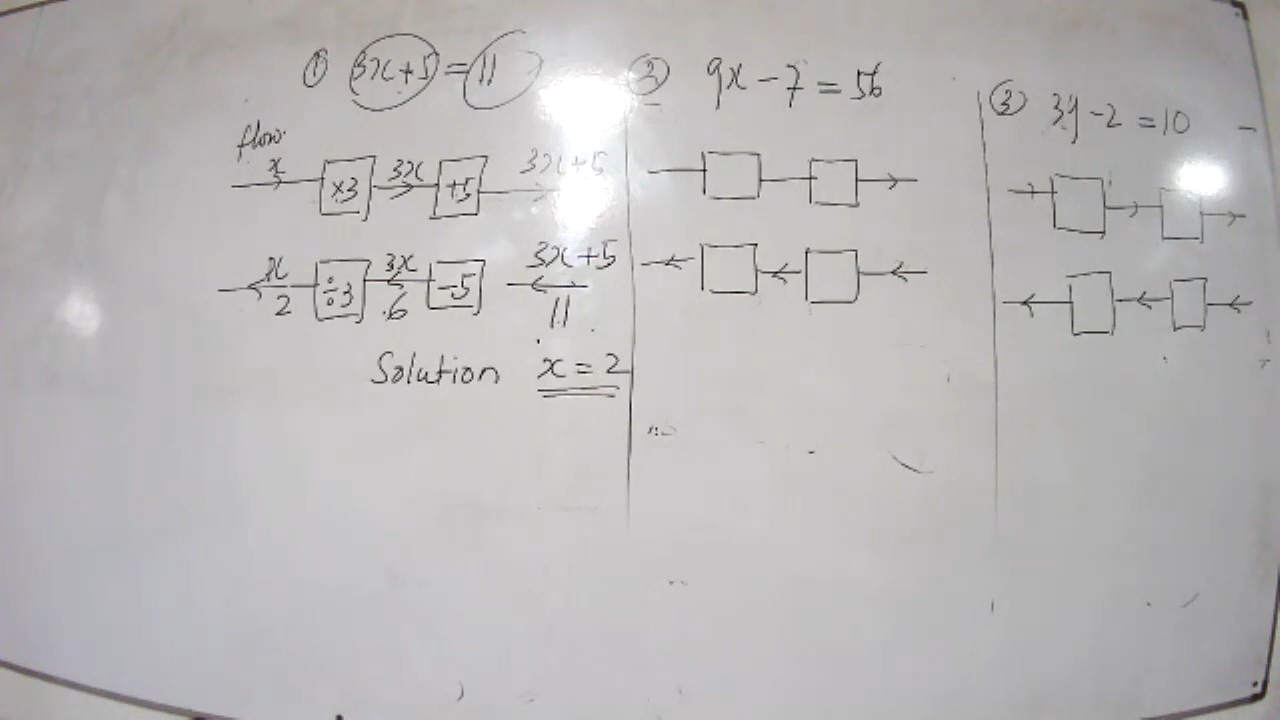 ① 3x+5 = 11
flow
x ×3 3x +5 3x+5
x ÷3 3x -5 3x+5
2 6 11
Solution x = 2
② 9x - 7 = 56
③ 3y - 2 = 10